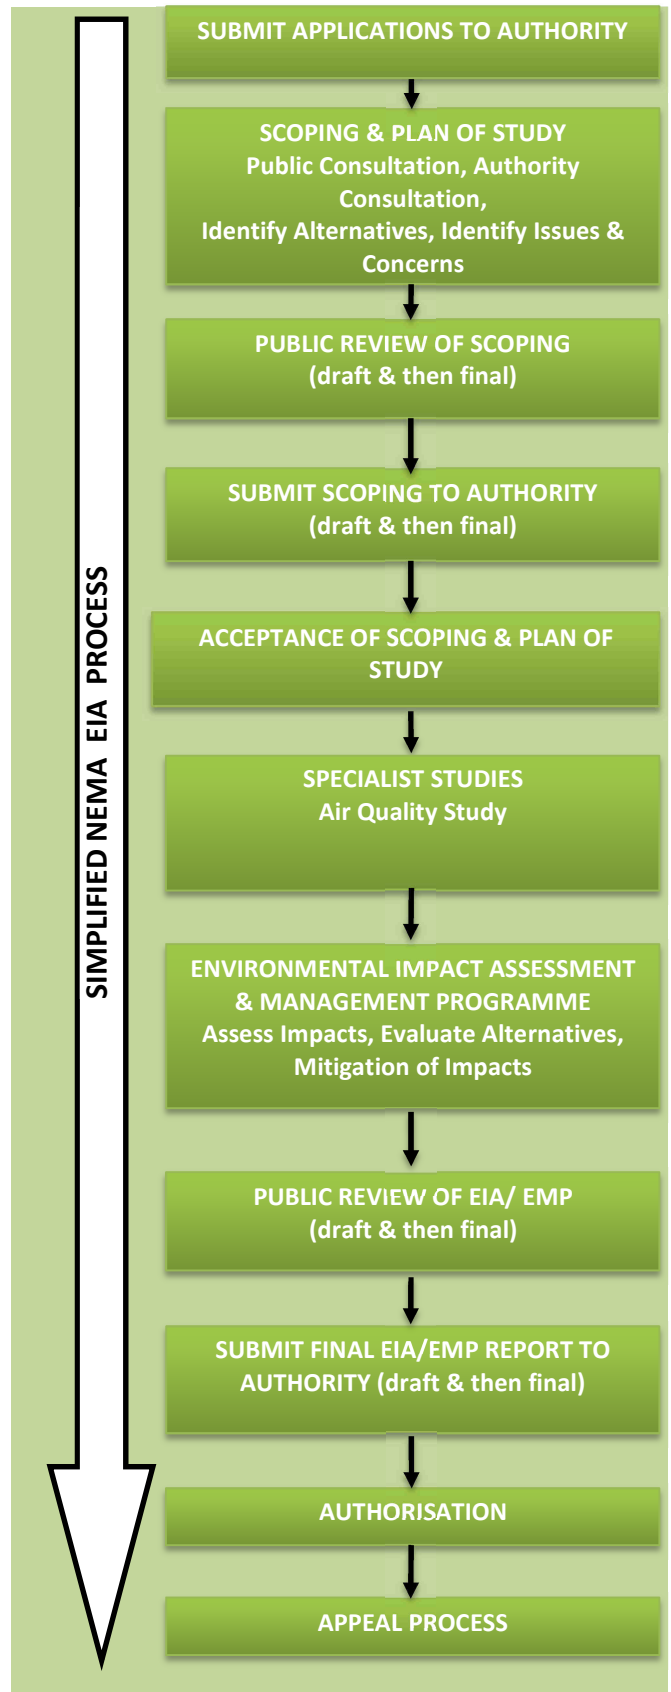 SUBMIT APPLICATIONS TO AUTHORITY
SCOPING & PLAN OF STUDY
Public Consultation, Authority
Consultation,
Identify Alternatives, Identify Issues &
Concerns
PUBLIC REVIEW OF SCOPING
(draft & then final)
SUBMIT SCOPING TO AUTHORITY
(draft & then final)
ACCEPTANCE OF SCOPING & PLAN OF
STUDY
SPECIALIST STUDIES
Air Quality Study
ENVIRONMENTAL IMPACT ASSESSMENT
& MANAGEMENT PROGRAMME
Assess Impacts, Evaluate Alternatives,
Mitigation of Impacts
PUBLIC REVIEW OF EIA/ EMP
(draft & then final)
SUBMIT FINAL EIA/EMP REPORT TO
AUTHORITY (draft & then final)
AUTHORISATION
APPEAL PROCESS
SIMPLIFIED NEMA EIA PROCESS